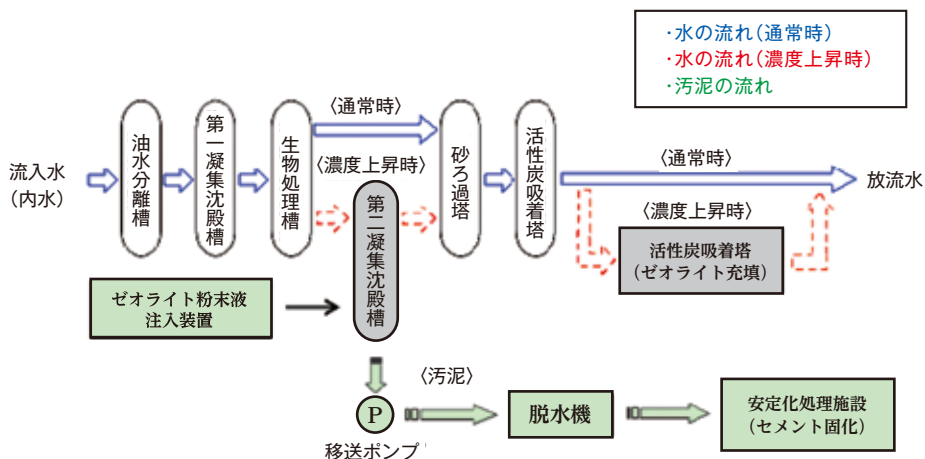 ・水の流れ(通常時)
・水の流れ(濃度上昇時)
・汚泥の流れ
流入水
(内水)
油水分離槽
第一凝集沈殿槽
生物処理槽
〈通常時〉
〈濃度上昇時〉
第二凝集沈殿槽
砂ろ過塔
活性炭吸着塔
〈通常時〉
放流水
〈濃度上昇時〉
活性炭吸着塔
(ゼオライト充填)
ゼオライト粉末液
注入装置
〈汚泥〉
P
移送ポンプ
脱水機
安定化処理施設
(セメント固化)